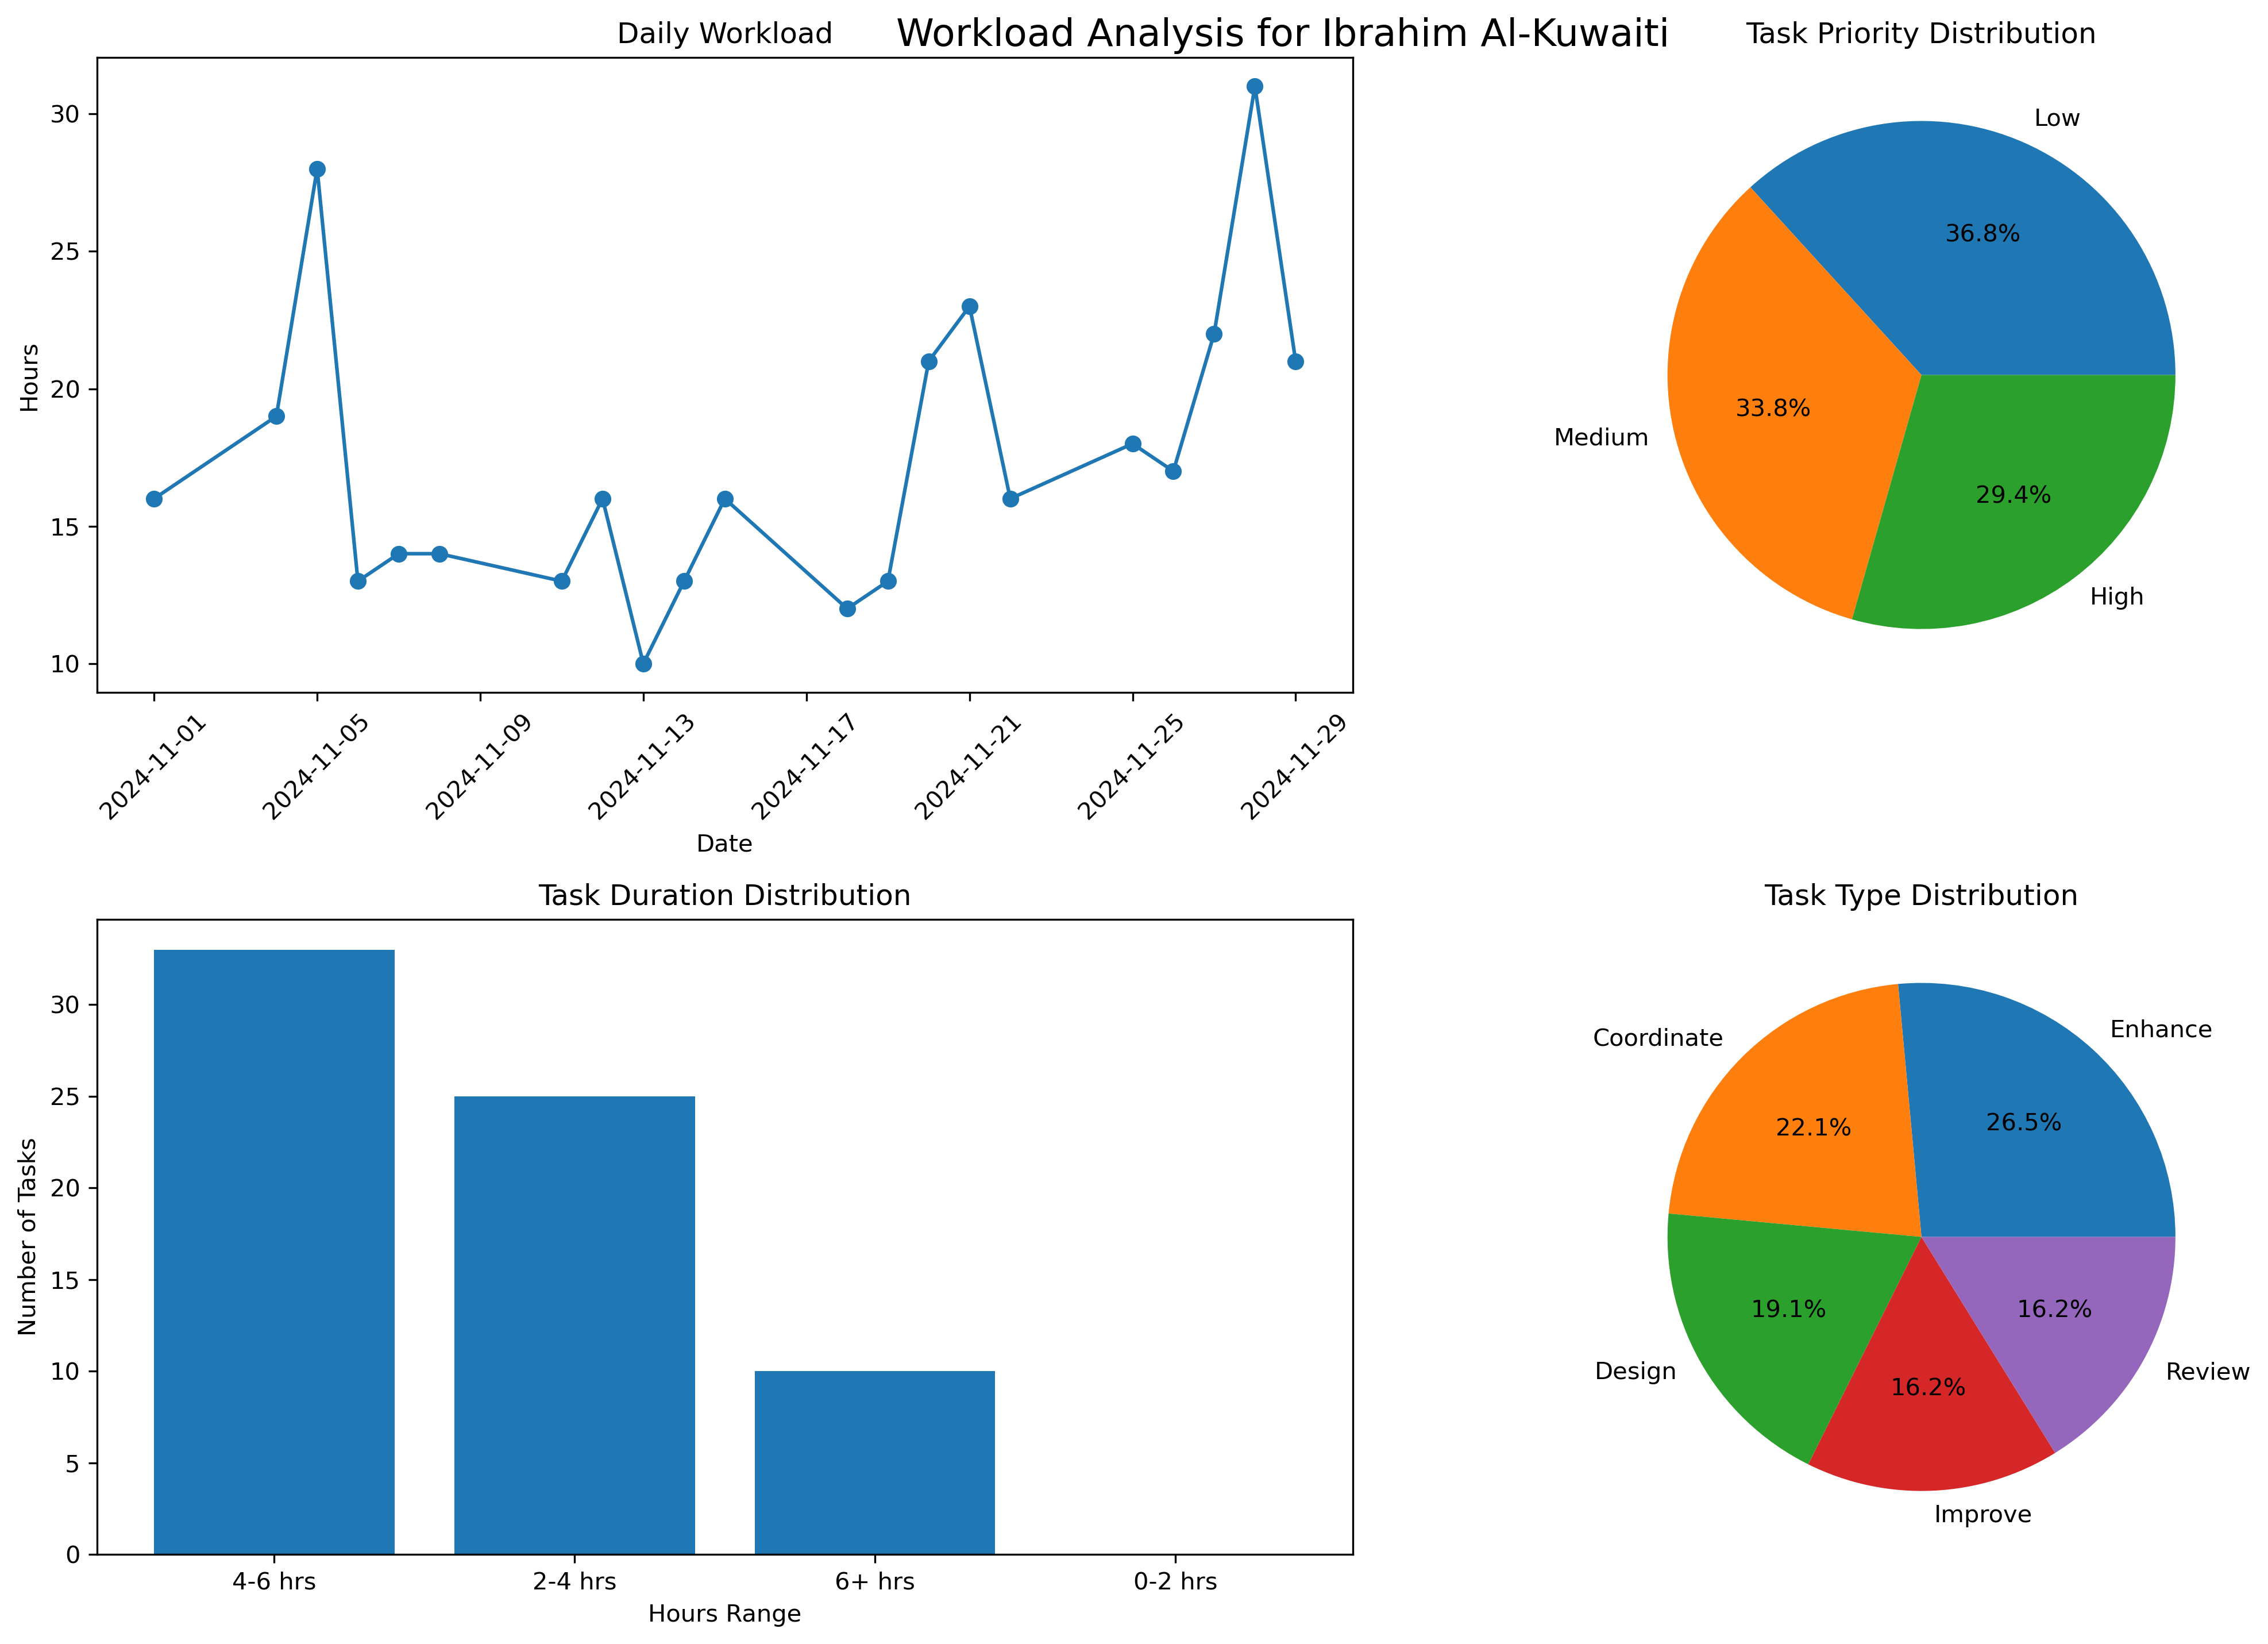 Workload Analysis for Ibrahim Al-Kuwaiti
Daily Workload
Hours
30
25
20
15
10
2024-11-01
2024-11-05
2024-11-09
2024-11-13
2024-11-17
2024-11-21
2024-11-25
2024-11-29
Date
Task Priority Distribution
Low
36.8%
Medium
33.8%
High
29.4%
Task Duration Distribution
Number of Tasks
30
25
20
15
10
5
0
4-6 hrs
2-4 hrs
6+ hrs
0-2 hrs
Hours Range
Task Type Distribution
Enhance
26.5%
Coordinate
22.1%
Design
19.1%
Improve
16.2%
Review
16.2%